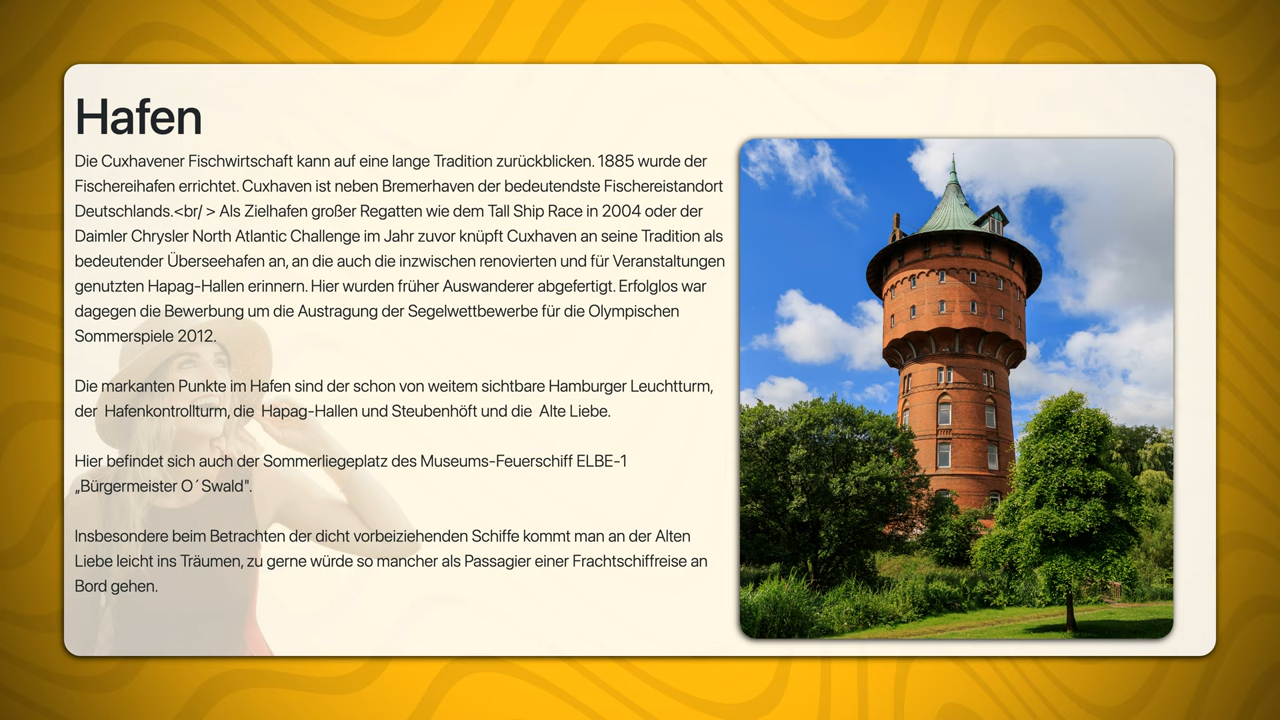 Hafen
Die Cuxhavener Fischwirtschaft kann auf eine lange Tradition zurückblicken. 1885 wurde der
Fischereihafen errichtet. Cuxhaven ist neben Bremerhaven der bedeutendste Fischereistandort
Deutschlands.<br/ > Als Zielhafen großer Regatten wie dem Tall Ship Race in 2004 oder der
Daimler Chrysler North Atlantic Challenge im Jahr zuvor knüpft Cuxhaven an seine Tradition als
bedeutender Überseehafen an, an die auch die inzwischen renovierten und für Veranstaltungen
genutzten Hapag-Hallen erinnern. Hier wurden früher Auswanderer abgefertigt. Erfolglos war
dagegen die Bewerbung um die Austragung der Segelwettbewerbe für die Olympischen
Sommerspiele 2012.
Die markanten Punkte im Hafen sind der schon von weitem sichtbare Hamburger Leuchtturm,
der  Hafenkontrollturm, die  Hapag-Hallen und Steubenhöft und die  Alte Liebe.
Hier befindet sich auch der Sommerliegeplatz des Museums-Feuerschiff ELBE-1
„Bürgermeister O´Swald".
Insbesondere beim Betrachten der dicht vorbeiziehenden Schiffe kommt man an der Alten
Liebe leicht ins Träumen, zu gerne würde so mancher als Passagier einer Frachtschiffreise an
Bord gehen.